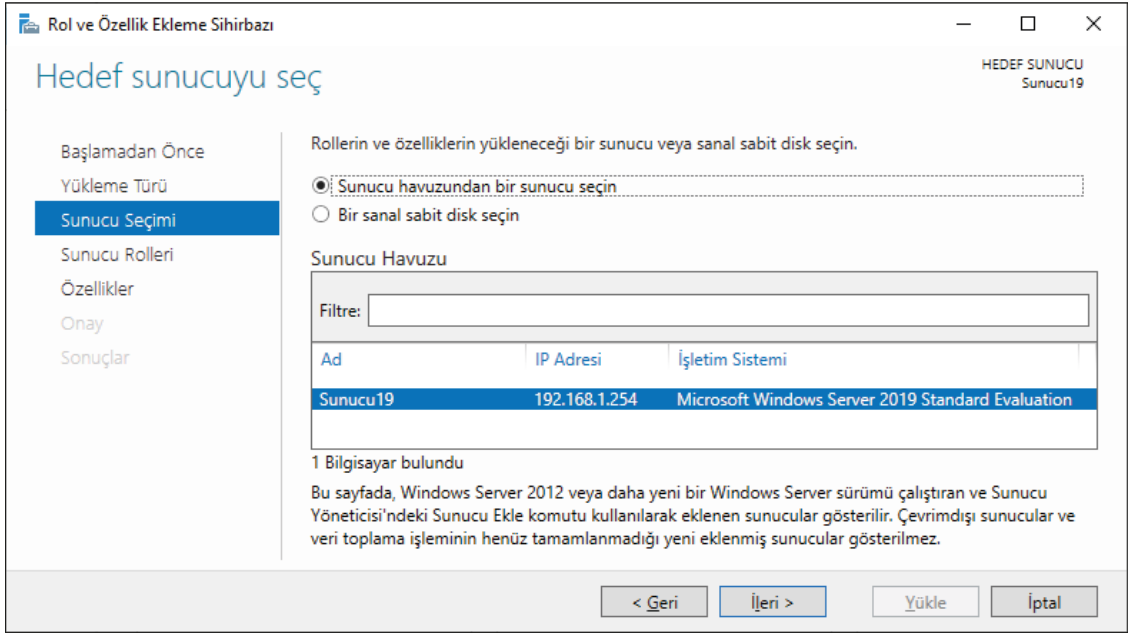 Rol ve Özellik Ekleme Sihirbazı
Hedef sunucuyu seç
HEDEF SUNUCU
Sunucu19
Başlamadan Önce
Yükleme Türü
Sunucu Seçimi
Sunucu Rolleri
Özellikler
Onay
Sonuçlar
Rollerin ve özelliklerin yükleneceği bir sunucu veya sanal sabit disk seçin.
Sunucu havuzundan bir sunucu seçin
Bir sanal sabit disk seçin
Sunucu Havuzu
Filtre:
Ad IP Adresi İşletim Sistemi
Sunucu19 192.168.1.254 Microsoft Windows Server 2019 Standard Evaluation
1 Bilgisayar bulundu
Bu sayfada, Windows Server 2012 veya daha yeni bir Windows Server sürümü çalıştıran ve Sunucu
Yöneticisi'ndeki Sunucu Ekle komutu kullanılarak eklenen sunucular gösterilir. Çevrimdışı sunucular ve
veri toplama işleminin henüz tamamlanmadığı yeni eklenmiş sunucular gösterilmez.
< Geri İleri > Yükle İptal